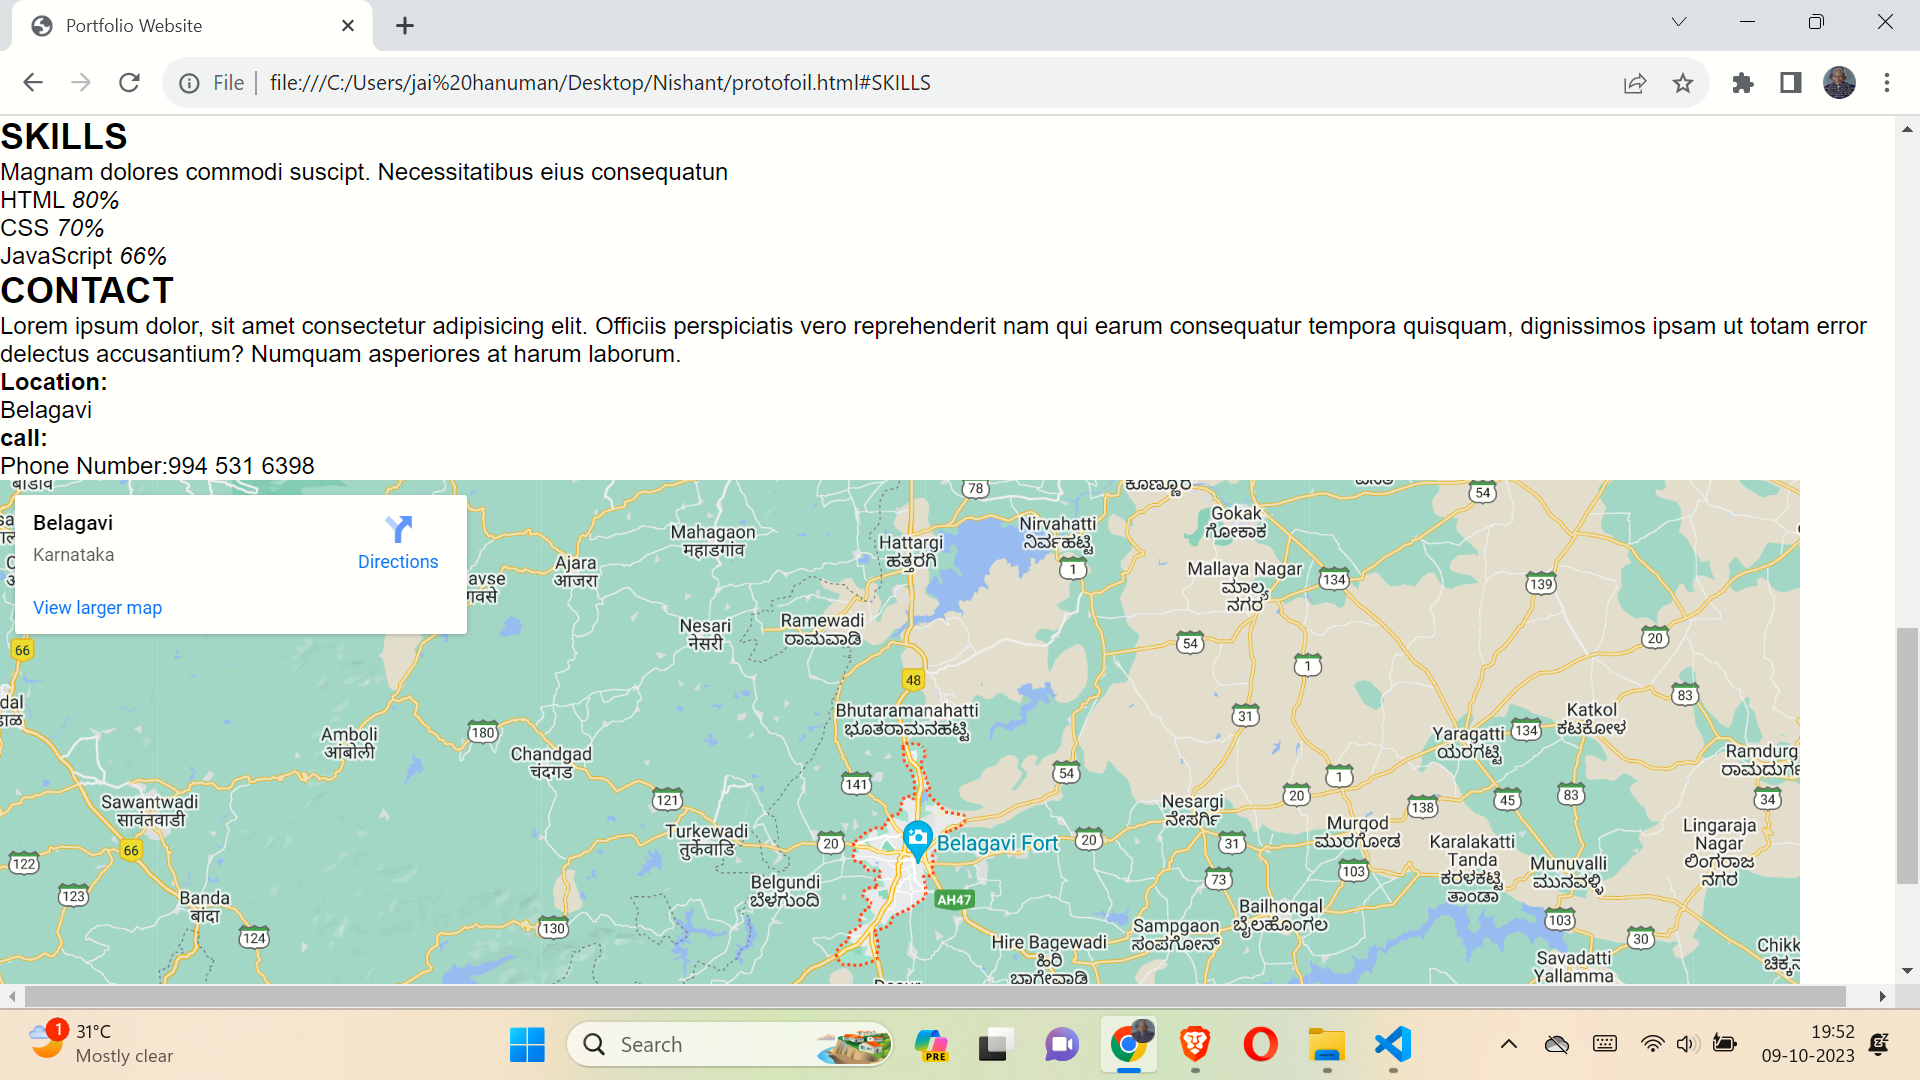 Portfolio Website
File
file:///C:/Users/jai%20hanuman/Desktop/Nishant/protofoil.html#SKILLS
SKILLS
Magnam dolores commodi suscipt. Necessitatibus eius consequatun
HTML 80%
CSS 70%
JavaScript 66%
CONTACT
Lorem ipsum dolor, sit amet consectetur adipisicing elit. Officiis perspiciatis vero reprehenderit nam qui earum consequatur tempora quisquam, dignissimos ipsam ut totam error
delectus accusantium? Numquam asperiores at harum laborum.
Location:
Belagavi
call:
Phone Number:994 531 6398
Belagavi
Karnataka
Directions
View larger map
78
54
Mahagaon
महाडगांव
Hattargi
ಹತ್ತರಗಿ
Nirvahatti
ನಿರ್ವಹಟ್ಟಿ
Gokak
ಗೋಕಾಕ
Ajara
आजरा
1
Mallaya Nagar
ಮಾಲ್ಯ
ನಗರ
134
139
Nesari
नेसरी
Ramewadi
ರಾಮವಾಡಿ
54
1
20
66
48
83
Bhutaramanahatti
ಭೂತರಾಮನಹಟ್ಟಿ
31
Katkol
ಕಟಕೋಳ
Yaragatti
ಯರಗಟ್ಟಿ
134
Amboli
आंबोली
180
Chandgad
चंदगड
Ramdurg
141
54
1
121
20
138
45
83
34
Sawantwadi
सावंतवाडी
Nesargi
ನೇಸರ್ಗಿ
Turkewadi
तुर्केवाडि
20
Belagavi Fort
20
31
Murgod
ಮುರಗೋಡ
Karalakatti
Tanda
ಕರಳಕಟ್ಟಿ
ತಾಂಡಾ
Lingaraja
Nagar
ಲಿಂಗರಾಜ
ನಗರ
66
122
123
Banda
बांदा
Belgundi
ಬೆಳಗುಂದಿ
AH47
73
103
Munuvalli
ಮುನವಳ್ಳಿ
124
130
Bailhongal
ಬೈಲಹೊಂಗಲ
Sampgaon
ಸಂಪಗೋನ್
103
30
Hire Bagewadi
ಹಿರಿ
ಬಾಗೇವಾಡಿ
Savadatti
Yallamma
1
31°C
Mostly clear
Search
PRE
19:52
09-10-2023